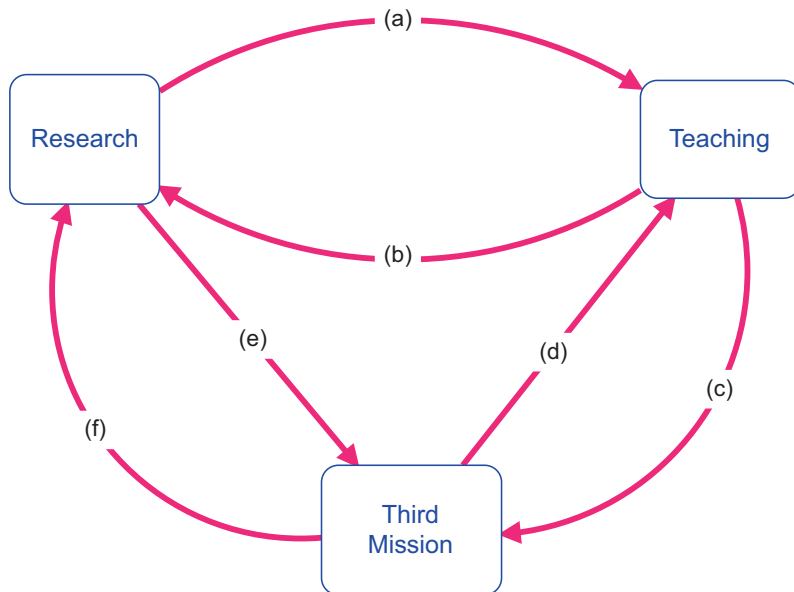 (a)
Research
Teaching
(b)
(e)
(d)
(c)
(f)
Third
Mission